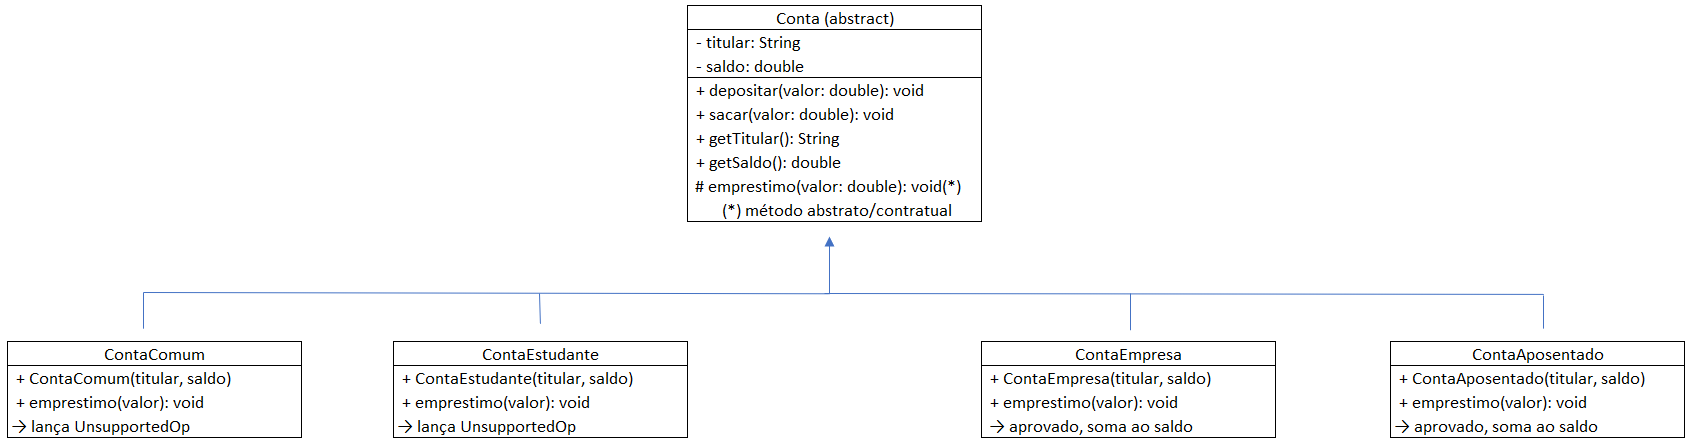 Conta (abstract)
- titular: String
- saldo: double
+ depositar(valor: double): void
+ sacar(valor: double): void
+ getTitular(): String
+ getSaldo(): double
# emprestimo(valor: double): void(*)
(*) método abstrato/contratual
ContaComum
+ ContaComum(titular, saldo)
+ emprestimo(valor): void
→ lança UnsupportedOp
ContaEstudante
+ ContaEstudante(titular, saldo)
+ emprestimo(valor): void
→ lança UnsupportedOp
ContaEmpresa
+ ContaEmpresa(titular, saldo)
+ emprestimo(valor): void
→ aprovado, soma ao saldo
ContaAposentado
+ ContaAposentado(titular, saldo)
+ emprestimo(valor): void
→ aprovado, soma ao saldo